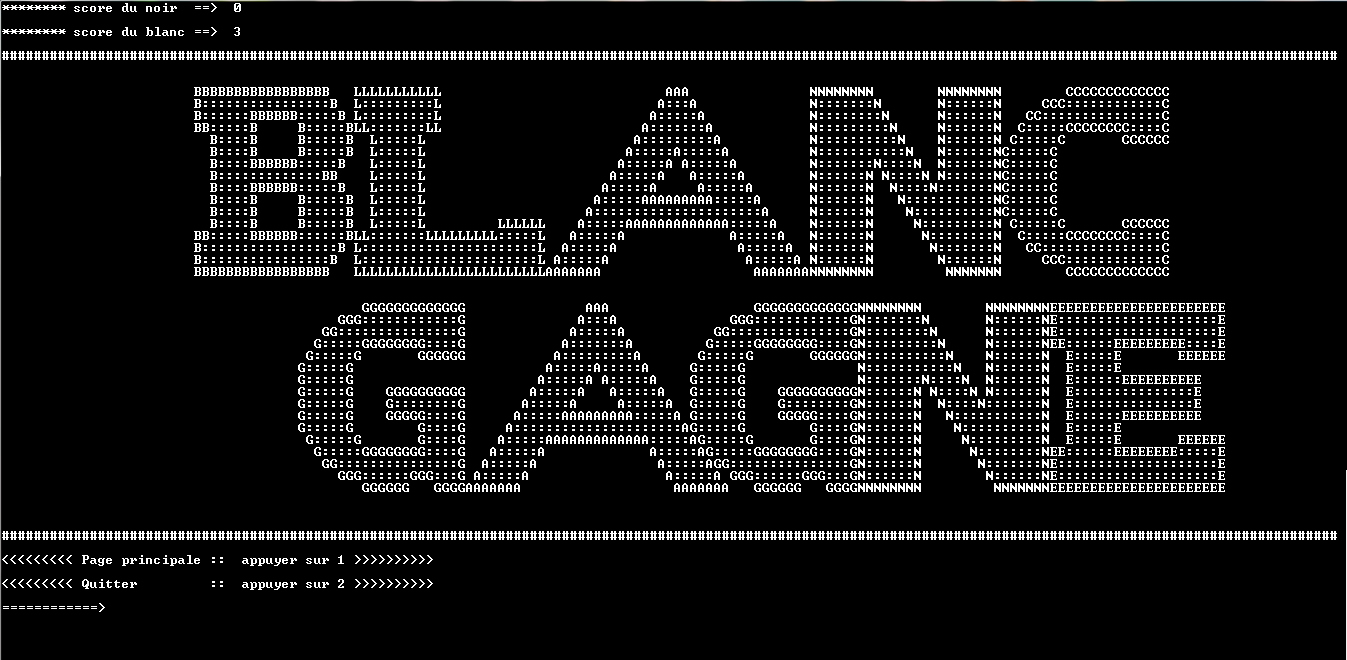 ******** score du noir ==> 0
******** score du blanc ==> 3
BLANC
GAGNE
<<<<<<<<< Page principale :: appuyer sur 1 >>>>>>>>>>
<<<<<<<<< Quitter :: appuyer sur 2 >>>>>>>>>>
============>